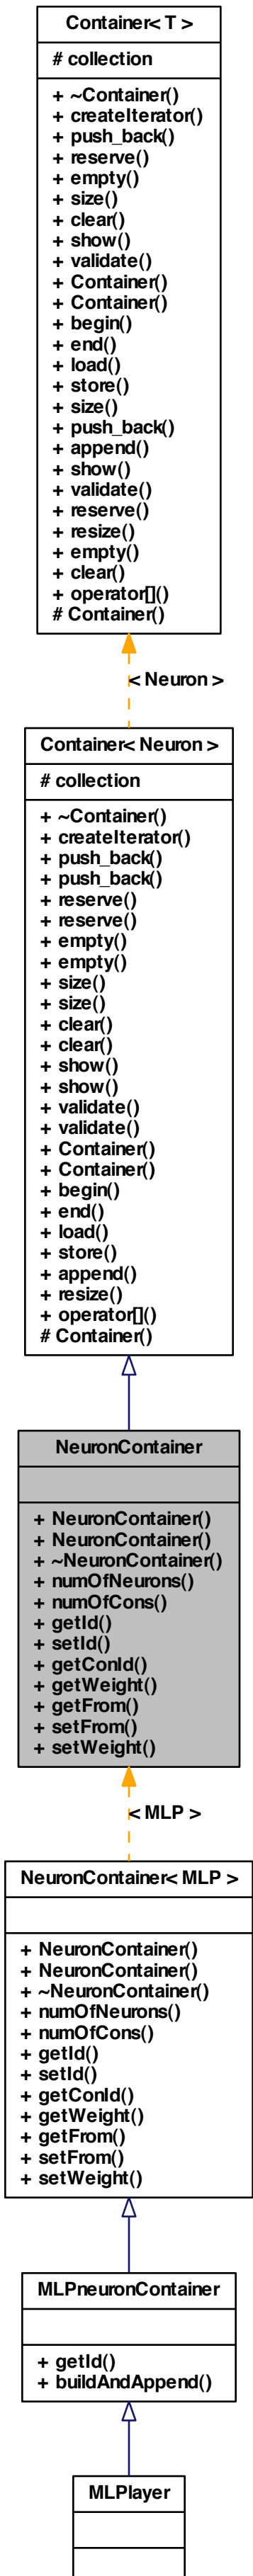 Container< T >
# collection
+ ~Container()
+ createIterator()
+ push_back()
+ reserve()
+ empty()
+ size()
+ clear()
+ show()
+ validate()
+ Container()
+ Container()
+ begin()
+ end()
+ load()
+ store()
+ size()
+ push_back()
+ append()
+ show()
+ validate()
+ reserve()
+ resize()
+ empty()
+ clear()
+ operator[]()
# Container()
< Neuron >
Container< Neuron >
# collection
+ ~Container()
+ createIterator()
+ push_back()
+ push_back()
+ reserve()
+ reserve()
+ empty()
+ empty()
+ size()
+ size()
+ clear()
+ clear()
+ show()
+ show()
+ validate()
+ validate()
+ Container()
+ Container()
+ begin()
+ end()
+ load()
+ store()
+ append()
+ resize()
+ operator[]()
# Container()
NeuronContainer
+ NeuronContainer()
+ NeuronContainer()
+ ~NeuronContainer()
+ numOfNeurons()
+ numOfCons()
+ getId()
+ setId()
+ getConId()
+ getWeight()
+ getFrom()
+ setFrom()
+ setWeight()
< MLP >
NeuronContainer< MLP >
+ NeuronContainer()
+ NeuronContainer()
+ ~NeuronContainer()
+ numOfNeurons()
+ numOfCons()
+ getId()
+ setId()
+ getConId()
+ getWeight()
+ getFrom()
+ setFrom()
+ setWeight()
MLPneuronContainer
+ getId()
+ buildAndAppend()
MLPlayer